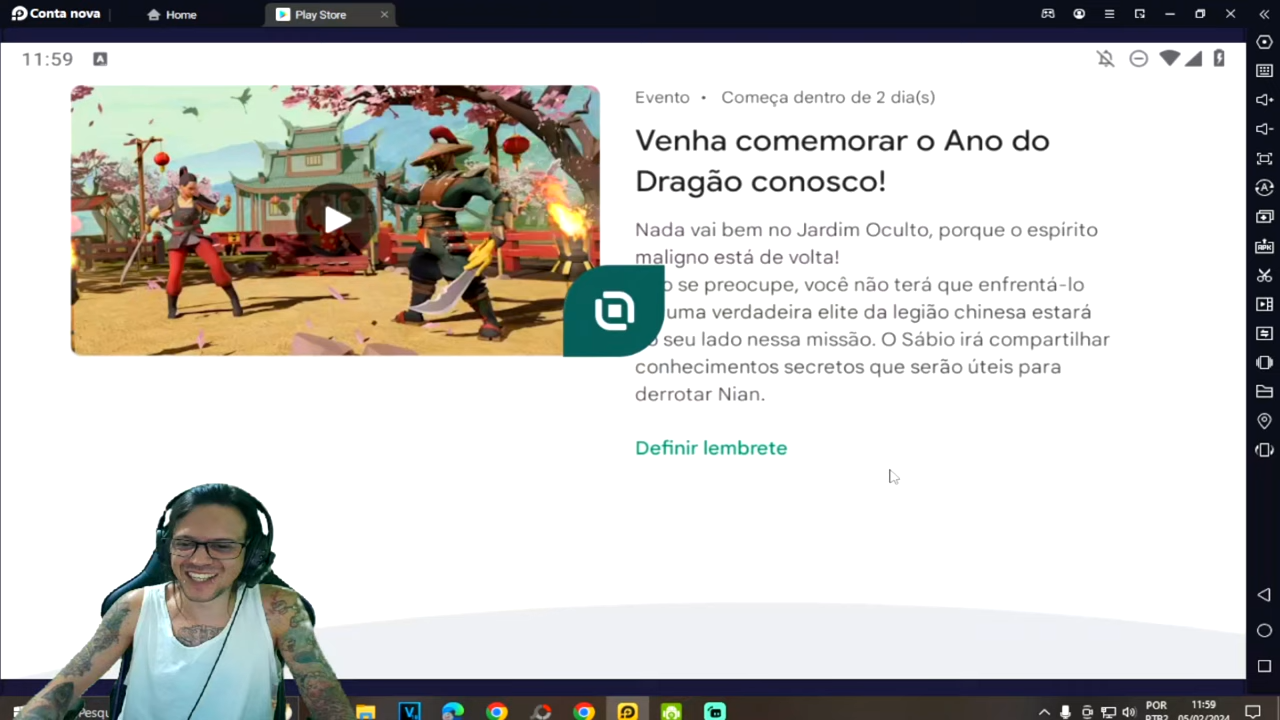 Conta nova
Home
Play Store
11:59
Evento • Começa dentro de 2 dia(s)
Venha comemorar o Ano do
Dragão conosco!
Nada vai bem no Jardim Oculto, porque o espírito
maligno está de volta!
se preocupe, você não terá que enfrentá-lo
uma verdadeira elite da legião chinesa estará
seu lado nessa missão. O Sábio irá compartilhar
conhecimentos secretos que serão úteis para
derrotar Nian.
Definir lembrete
POR
11:59